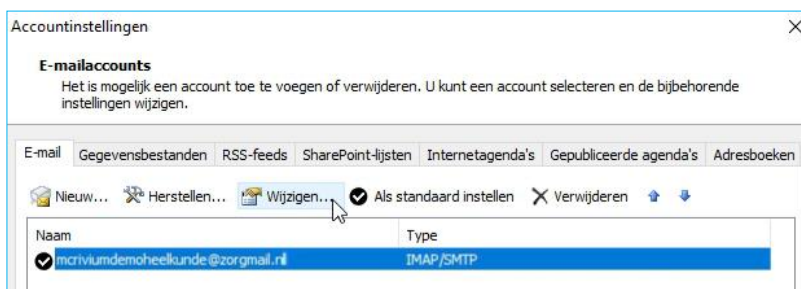 Accountinstellingen
E-mailaccounts
Het is mogelijk een account toe te voegen of verwijderen. U kunt een account selecteren en de bijbehorende
instellingen wijzigen.
E-mail Gegevensbestanden RSS-feeds SharePoint-lijsten Internetagenda's Gepubliceerde agenda's Adresboeken
Nieuw... Herstellen... Wijzigen... Als standaard instellen Verwijderen
Naam Type
mcriviumdemoheelkunde@zorgmail.nl IMAP/SMTP